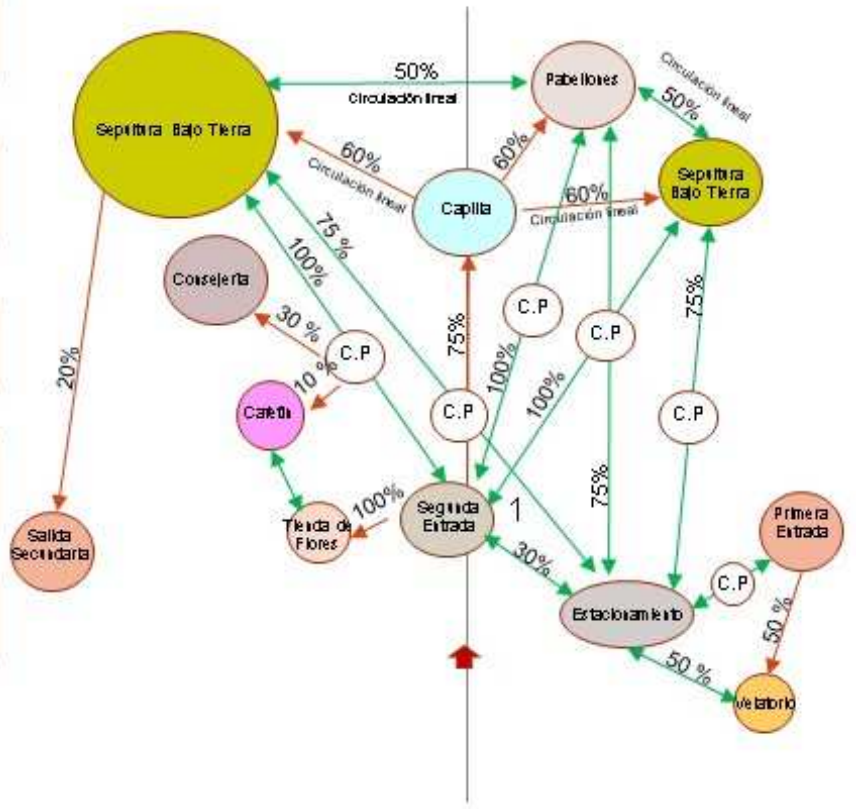 50%
Circulación lineal
Pabellones
Circulación lineal
50%
Sepultura Bajo Tierra
60%
Circulación lineal
60%
Capilla
60%
Circulación lineal
Sepultura
Bajo Tierra
75 %
100%
Consejería
30 %
C.P
10 %
75%
C.P
100%
C.P
100%
75%
C.P
75%
C.P
20%
Cafetín
C.P
Salida
Secundaria
Tienda de
Flores
100%
Segunda
Entrada
1
30%
Primera
Entrada
C.P
Estacionamiento
50 %
50 %
Velatorio